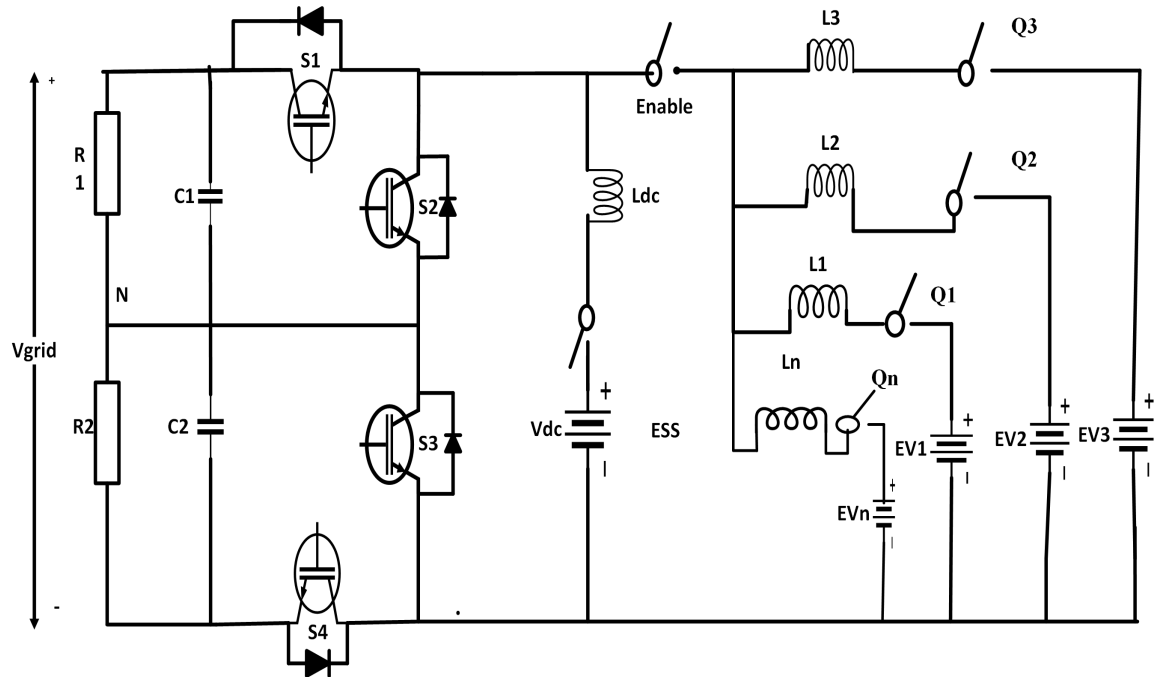 S1
L3
Q3
+
Enable
R
1
C1
S2
Ldc
L2
Q2
N
L1
Q1
Vgrid
Ln
Qn
R2
C2
S3
Vdc
+
-
ESS
EV1
+
-
EV2
+
-
EV3
+
-
EVn
+
-
-
S4